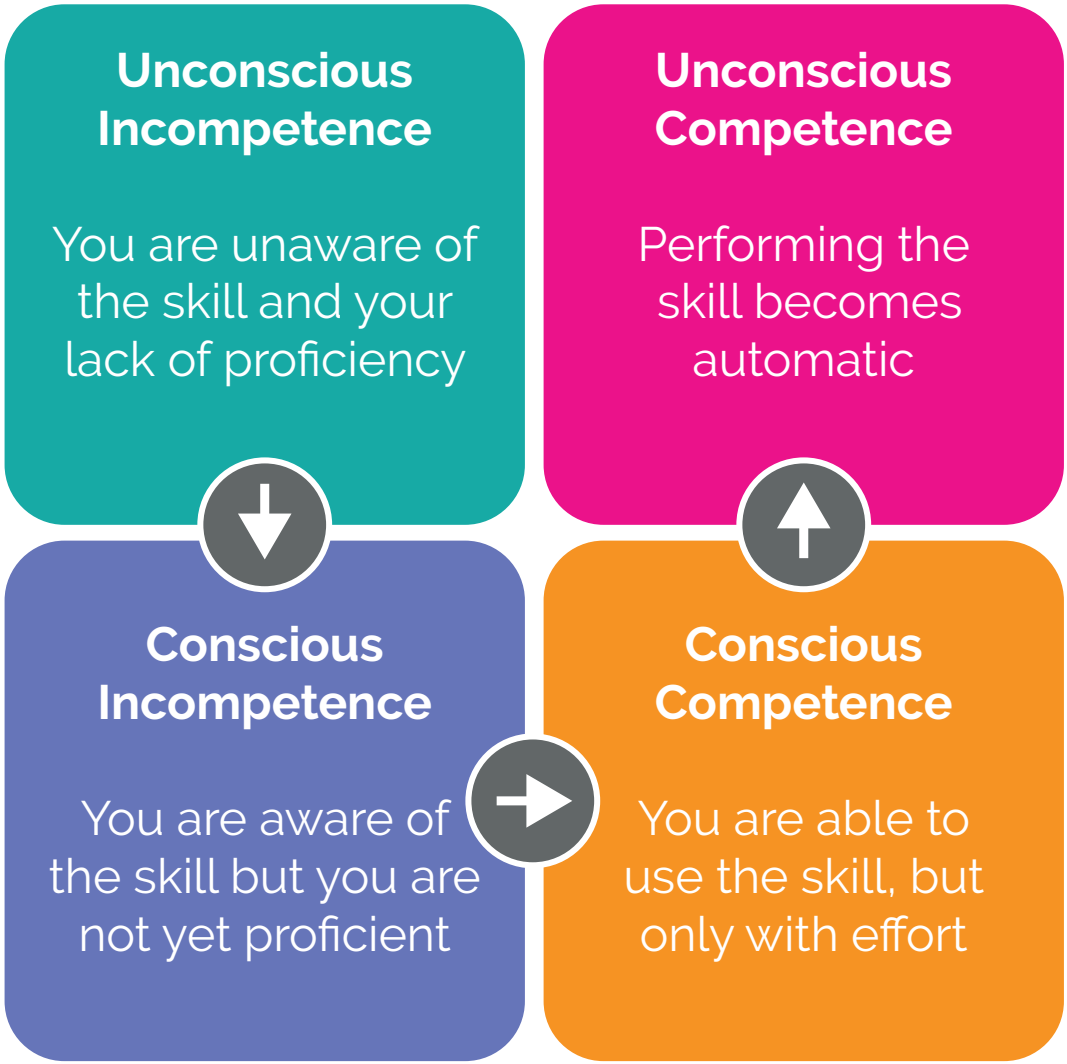 Unconscious
Incompetence
You are unaware of
the skill and your
lack of proficiency
Conscious
Incompetence
You are aware of
the skill but you are
not yet proficient
Conscious
Competence
You are able to
use the skill, but
only with effort
Unconscious
Competence
Performing the
skill becomes
automatic